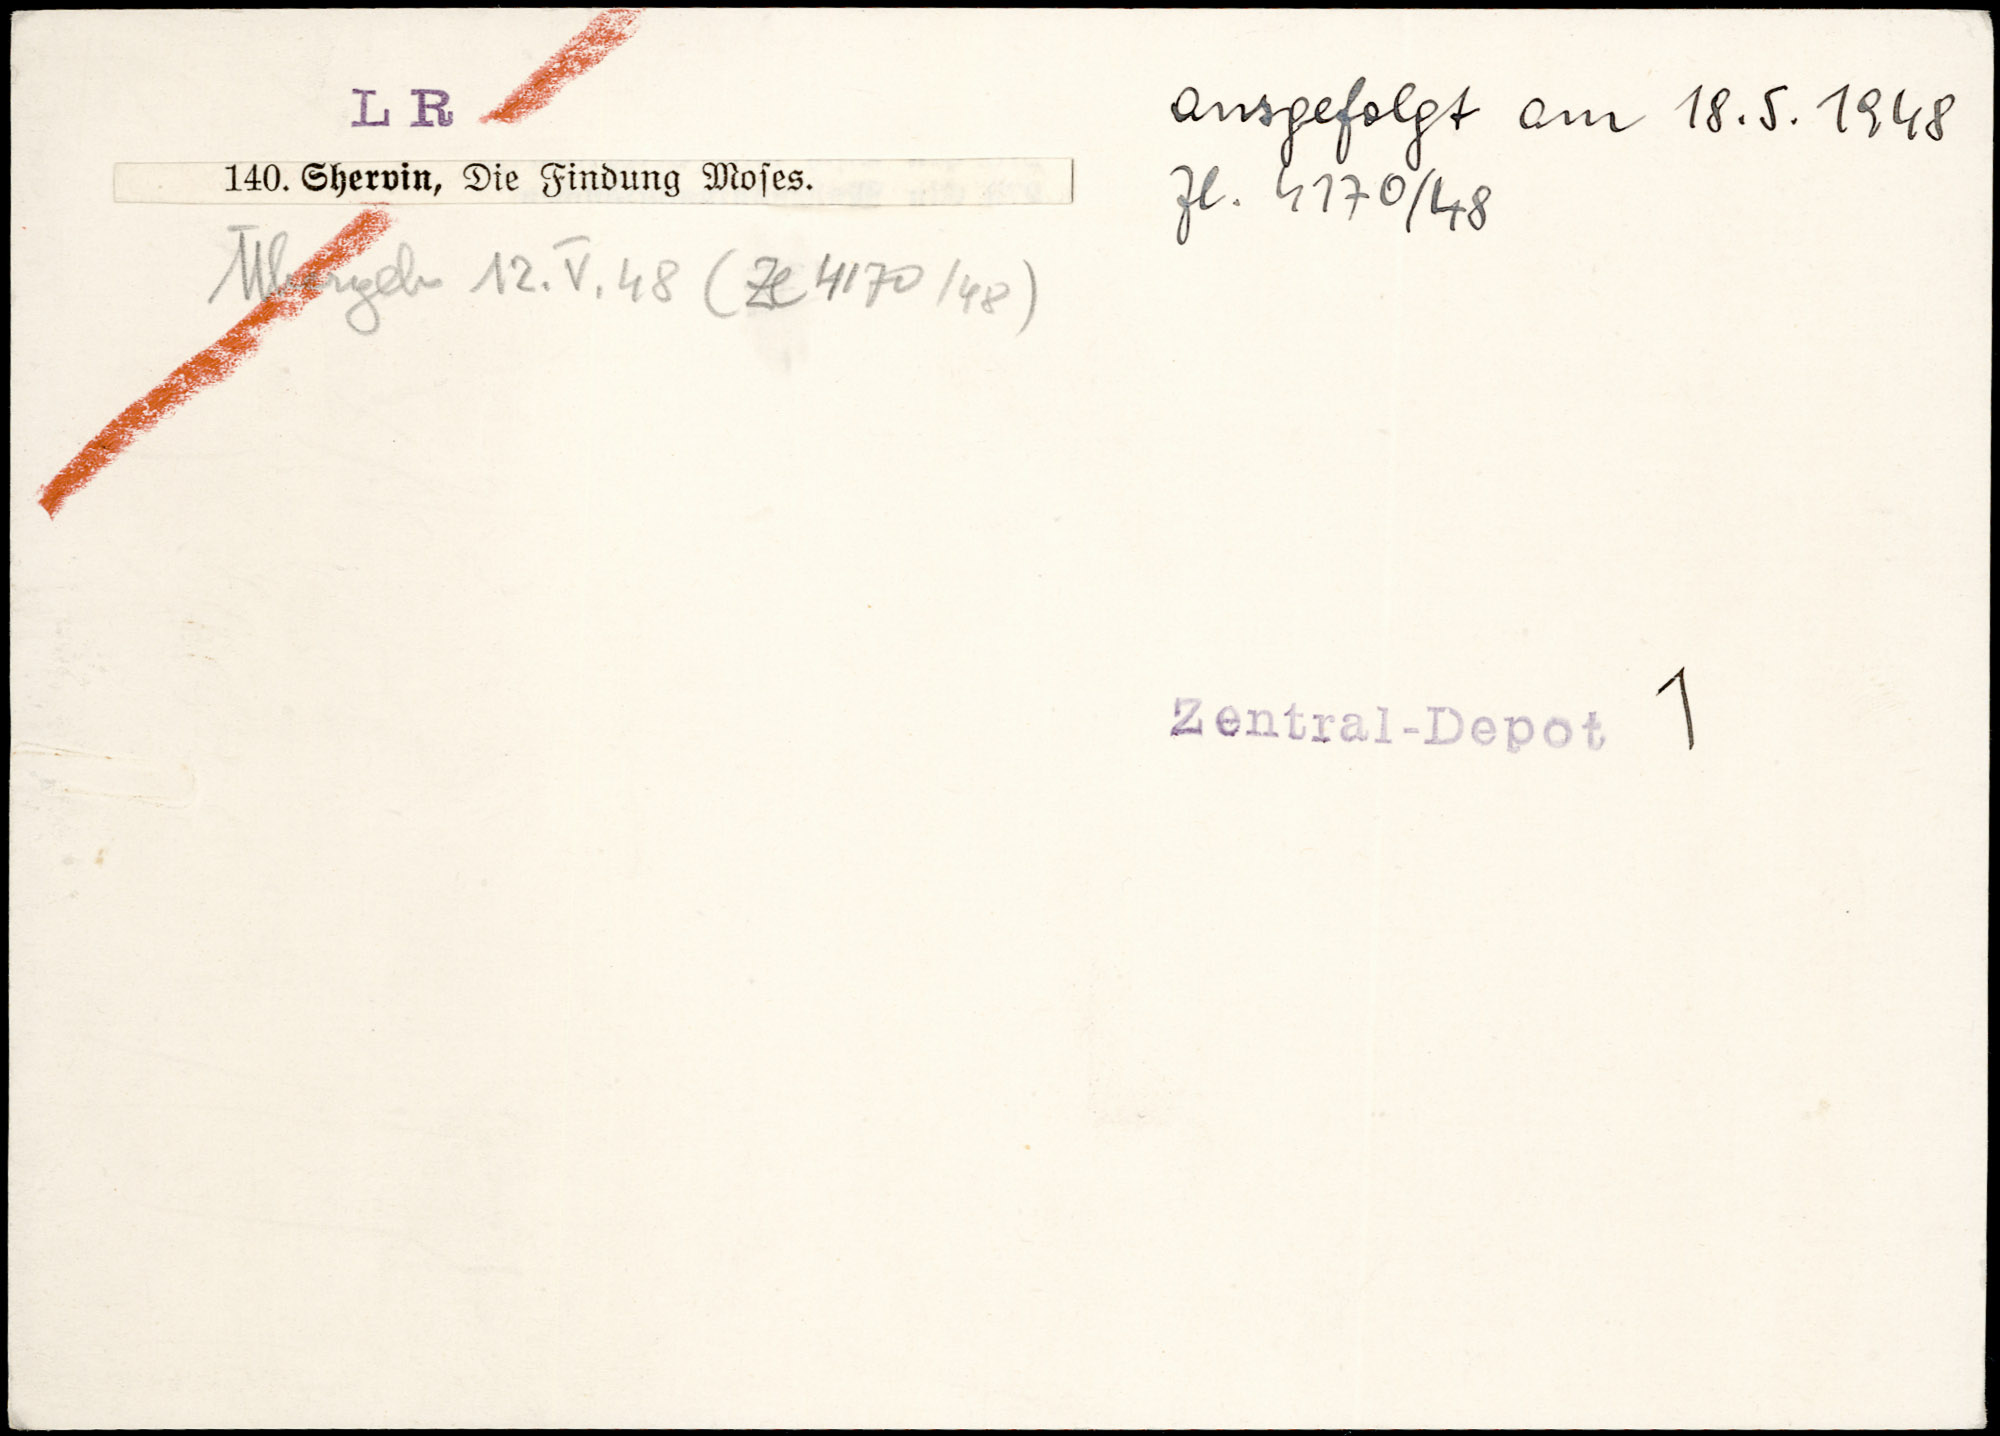 L R
140. Shervin, Die Findung Moses.
Übergeben 12. V. 48 (Zl 4170/48)
ausgefolgt am 18. 5. 1948
Zl. 4170/48
Zentral-Depot 1